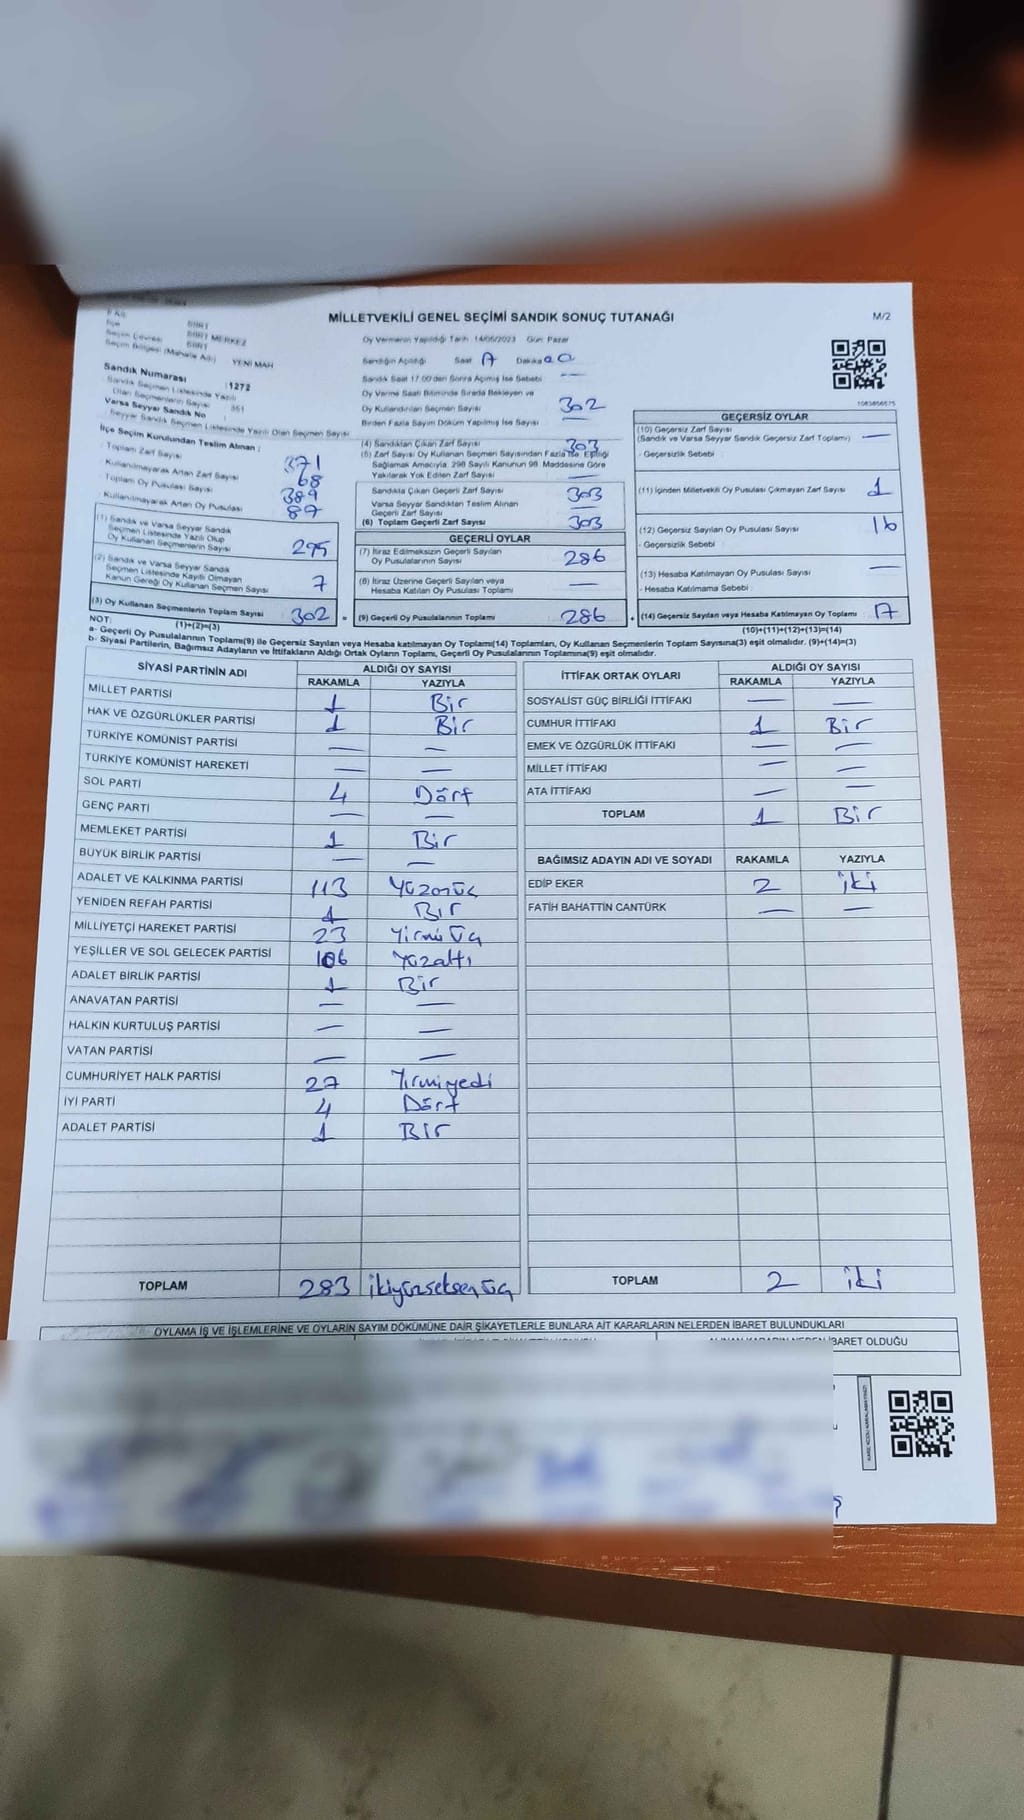 MİLLETVEKİLİ GENEL SEÇİMİ SANDIK SONUÇ TUTANAĞI
M/2
İlçe SİİRT MERKEZ
Seçim Çevresi SİİRT
Seçim Bölgesi (Mahalle Adı) YENİ MAH
Sandık Numarası :1272
Sandık Seçmen Listesinde Yazılı
Olan Seçmenlerin Sayısı 351
Varsa Seyyar Sandık No :
Seyyar Sandık Seçmen Listesinde Yazılı Olan Seçmen Sayısı
İlçe Seçim Kurulundan Teslim Alınan :
Toplam Zarf Sayısı 371
Kullanılmayarak Artan Zarf Sayısı 68
Toplam Oy Pusulası Sayısı 389
Kullanılmayarak Artan Oy Pusulası 87
(1) Sandık ve Varsa Seyyar Sandık
Seçmen Listesinde Yazılı Olup
Oy Kullanan Seçmenlerin Sayısı 295
(2) Sandık ve Varsa Seyyar Sandık
Seçmen Listesinde Kayıtlı Olmayan
Kanun Gereği Oy Kullanan Seçmen Sayısı 7
(3) Oy Kullanan Seçmenlerin Toplam Sayısı 302 =
(1)+(2)=(3)
Oy Vermenin Yapıldığı Tarih 14/05/2023 Gün: Pazar
Sandığın Açıldığı Saat 17 Dakika 00
Sandık Saat 17.00'den Sonra Açılmış İse Sebebi —
Oy Verme Saati Bitiminde Sırada Bekleyen ve
Oy Kullandırılan Seçmen Sayısı 302
Birden Fazla Sayım Döküm Yapılmış İse Sayısı —
(4) Sandıktan Çıkan Zarf Sayısı 303
(5) Zarf Sayısı Oy Kullanan Seçmen Sayısından Fazla İse, Eşitliği
Sağlamak Amacıyla, 298 Sayılı Kanunun 98. Maddesine Göre
Yakılarak Yok Edilen Zarf Sayısı —
Sandıkta Çıkan Geçerli Zarf Sayısı 303
Varsa Seyyar Sandıktan Teslim Alınan
Geçerli Zarf Sayısı —
(6) Toplam Geçerli Zarf Sayısı 303
GEÇERLİ OYLAR
(7) İtiraz Edilmeksizin Geçerli Sayılan
Oy Pusulalarının Sayısı 286
(8) İtiraz Üzerine Geçerli Sayılan veya
Hesaba Katılan Oy Pusulası Toplamı —
(9) Geçerli Oy Pusulalarının Toplamı 286 +
GEÇERSİZ OYLAR
(10) Geçersiz Zarf Sayısı
(Sandık ve Varsa Seyyar Sandık Geçersiz Zarf Toplamı) —
- Geçersizlik Sebebi :
(11) İçinden Milletvekili Oy Pusulası Çıkmayan Zarf Sayısı 1
(12) Geçersiz Sayılan Oy Pusulası Sayısı 16
- Geçersizlik Sebebi :
(13) Hesaba Katılmayan Oy Pusulası Sayısı —
- Hesaba Katılmama Sebebi :
(14) Geçersiz Sayılan veya Hesaba Katılmayan Oy Toplamı 17
(10)+(11)+(12)+(13)=(14)
NOT:
a- Geçerli Oy Pusulalarının Toplamı(9) ile Geçersiz Sayılan veya Hesaba katılmayan Oy Toplamı(14) Toplamları, Oy Kullanan Seçmenlerin Toplam Sayısına(3) eşit olmalıdır. (9)+(14)=(3)
b- Siyasi Partilerin, Bağımsız Adayların ve İttifakların Aldığı Ortak Oyların Toplamı, Geçerli Oy Pusulalarının Toplamına(9) eşit olmalıdır.
SİYASİ PARTİNİN ADI ALDIĞI OY SAYISI
RAKAMLA YAZIYLA
MİLLET PARTİSİ 1 Bir
HAK VE ÖZGÜRLÜKLER PARTİSİ 1 Bir
TÜRKİYE KOMÜNİST PARTİSİ — —
TÜRKİYE KOMÜNİST HAREKETİ — —
SOL PARTİ 4 Dört
GENÇ PARTİ — —
MEMLEKET PARTİSİ 1 Bir
BÜYÜK BİRLİK PARTİSİ — —
ADALET VE KALKINMA PARTİSİ 113 Yüzonüç
YENİDEN REFAH PARTİSİ 1 Bir
MİLLİYETÇİ HAREKET PARTİSİ 23 Yirmi üç
YEŞİLLER VE SOL GELECEK PARTİSİ 106 Yüzaltı
ADALET BİRLİK PARTİSİ 1 Bir
ANAVATAN PARTİSİ — —
HALKIN KURTULUŞ PARTİSİ — —
VATAN PARTİSİ — —
CUMHURİYET HALK PARTİSİ 27 Yirmiyedi
İYİ PARTİ 4 Dört
ADALET PARTİSİ 1 Bir
TOPLAM 283 ikiyüzseksenüç
İTTİFAK ORTAK OYLARI ALDIĞI OY SAYISI
RAKAMLA YAZIYLA
SOSYALİST GÜÇ BİRLİĞİ İTTİFAKI — —
CUMHUR İTTİFAKI 1 Bir
EMEK VE ÖZGÜRLÜK İTTİFAKI — —
MİLLET İTTİFAKI — —
ATA İTTİFAKI — —
TOPLAM 1 Bir
BAĞIMSIZ ADAYIN ADI VE SOYADI RAKAMLA YAZIYLA
EDİP EKER 2 iki
FATİH BAHATTİN CANTÜRK — —
TOPLAM 2 iki
OYLAMA İŞ VE İŞLEMLERİNE VE OYLARIN SAYIM DÖKÜMÜNE DAİR ŞİKAYETLERLE BUNLARA AİT KARARLARIN NELERDEN İBARET BULUNDUKLARI
İBARET OLDUĞU